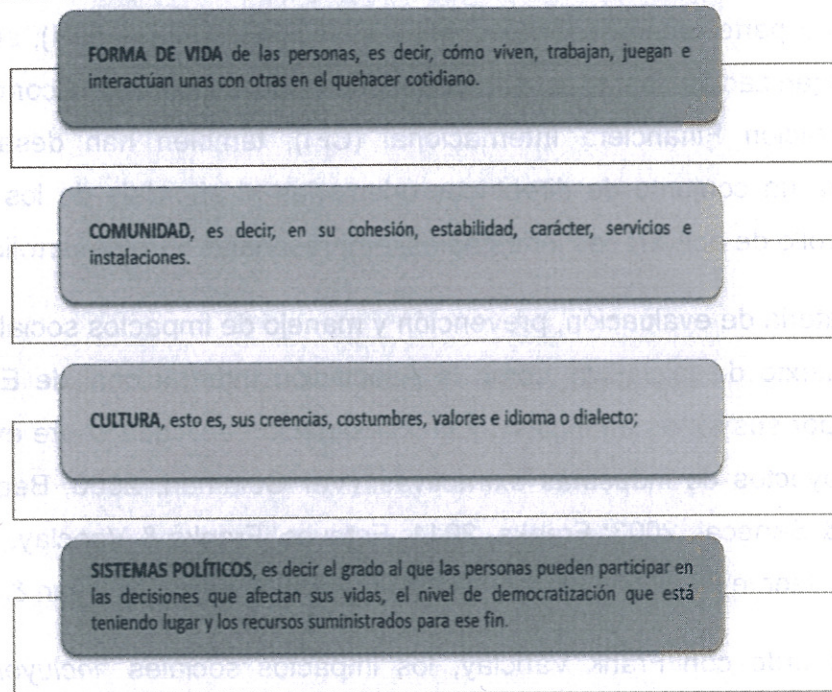 FORMA DE VIDA de las personas, es decir, cómo viven, trabajan, juegan e
interactúan unas con otras en el quehacer cotidiano.
COMUNIDAD, es decir, en su cohesión, estabilidad, carácter, servicios e
instalaciones.
CULTURA, esto es, sus creencias, costumbres, valores e idioma o dialecto;
SISTEMAS POLÍTICOS, es decir el grado al que las personas pueden participar en
las decisiones que afectan sus vidas, el nivel de democratización que está
teniendo lugar y los recursos suministrados para ese fin.